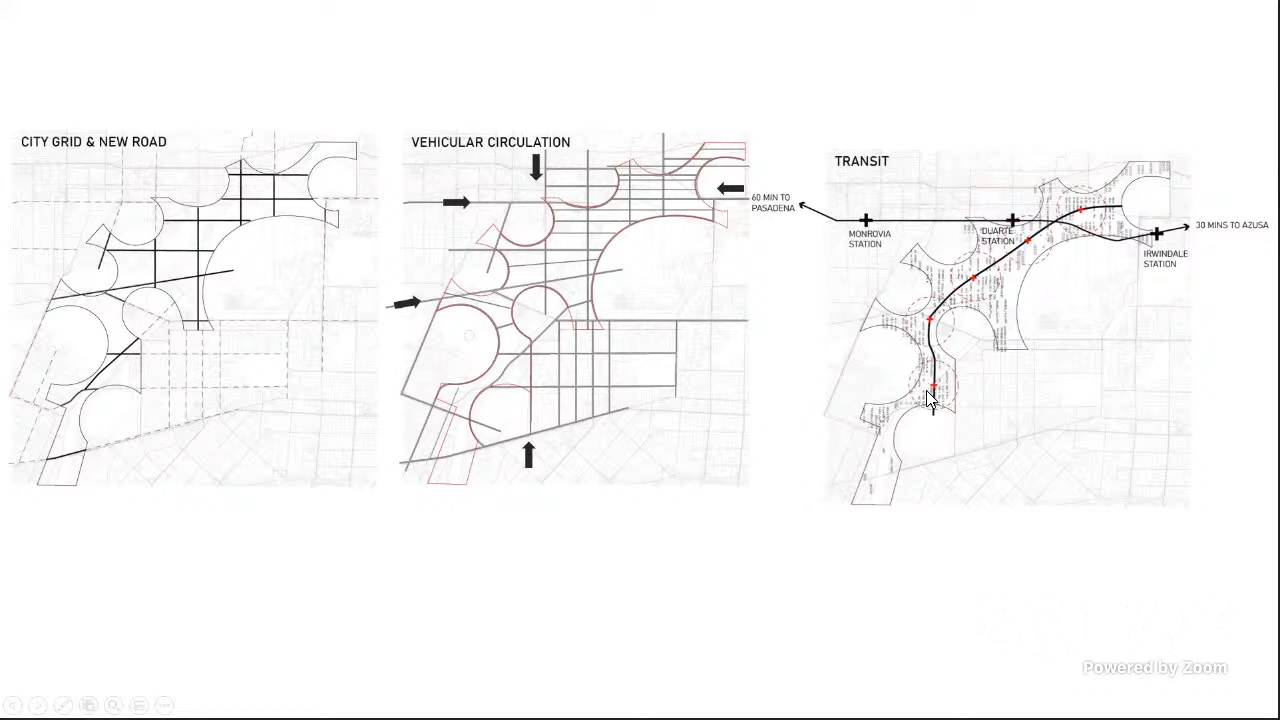 CITY GRID & NEW ROAD
VEHICULAR CIRCULATION
TRANSIT
60 MIN TO
PASADENA
MONROVIA
STATION
DUARTE
STATION
30 MINS TO AZUSA
IRWINDALE
STATION
Powered by Zoom